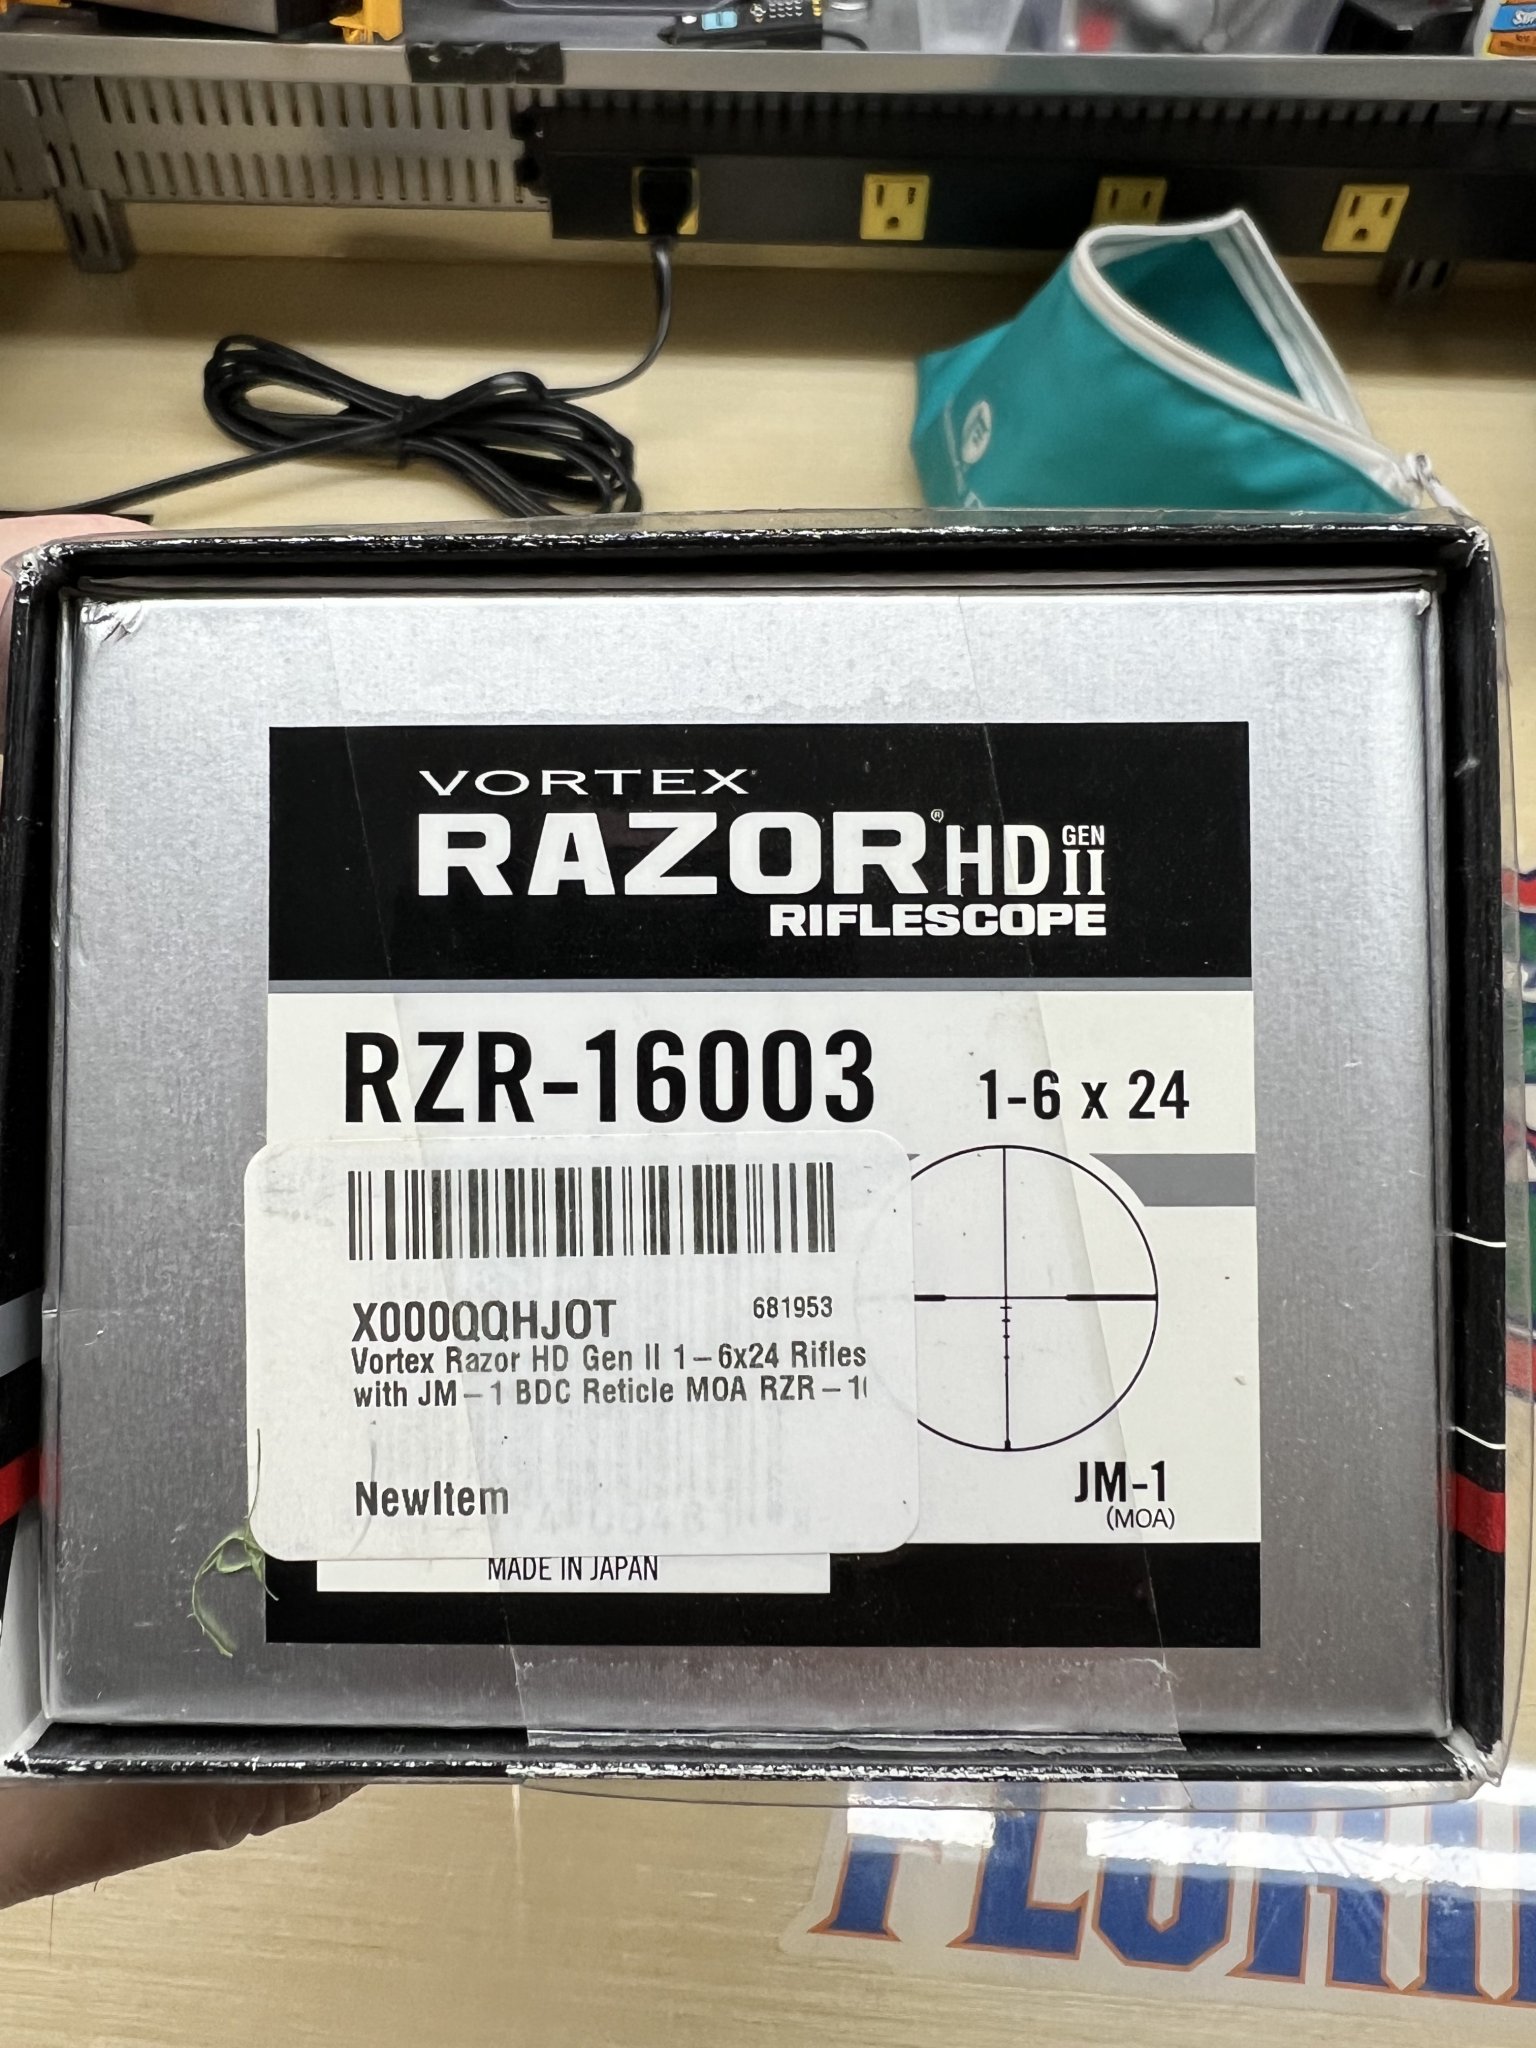 VORTEX
RAZOR® HD GEN II
RIFLESCOPE
RZR-16003
1-6 x 24
X000QQHJOT
681953
Vortex Razor HD Gen II 1-6x24 Rifles
with JM-1 BDC Reticle MOA RZR-1
NewItem
JM-1
(MOA)
MADE IN JAPAN